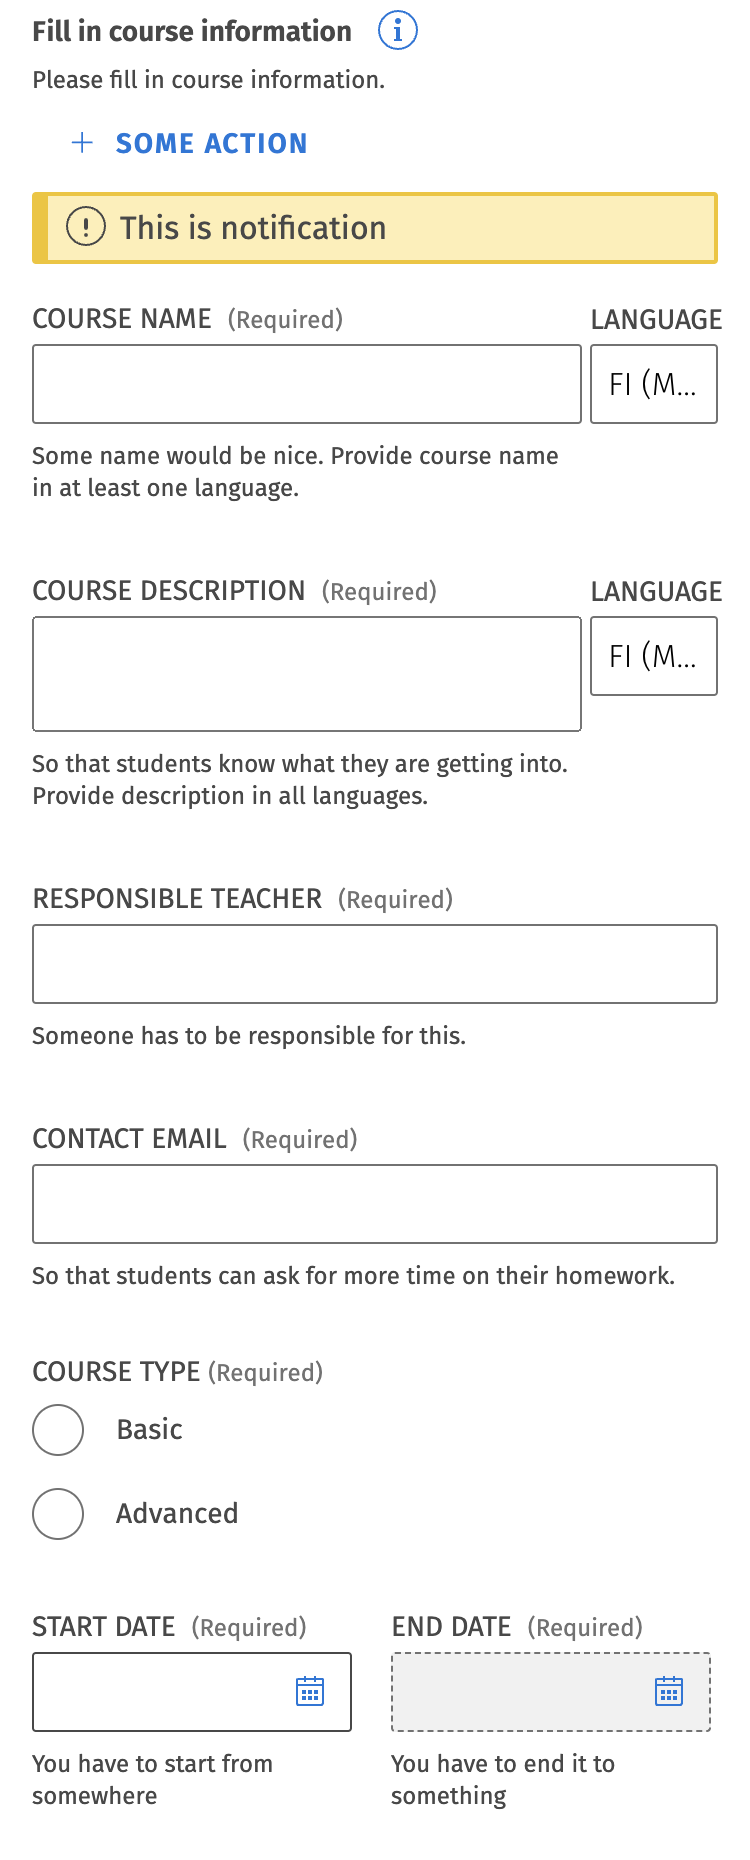 Fill in course information
Please fill in course information.
+ SOME ACTION
This is notification
COURSE NAME (Required) LANGUAGE
FI (M...
Some name would be nice. Provide course name
in at least one language.
COURSE DESCRIPTION (Required) LANGUAGE
FI (M...
So that students know what they are getting into.
Provide description in all languages.
RESPONSIBLE TEACHER (Required)
Someone has to be responsible for this.
CONTACT EMAIL (Required)
So that students can ask for more time on their homework.
COURSE TYPE (Required)
Basic
Advanced
START DATE (Required) END DATE (Required)
You have to start from
somewhere
You have to end it to
something